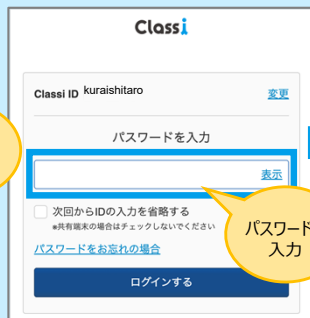 Classi
Classi ID kuraishitaro 変更
パスワードを入力
表示
次回からIDの入力を省略する
※共有端末の場合はチェックしないでください
パスワードをお忘れの場合
ログインする
パスワード
入力